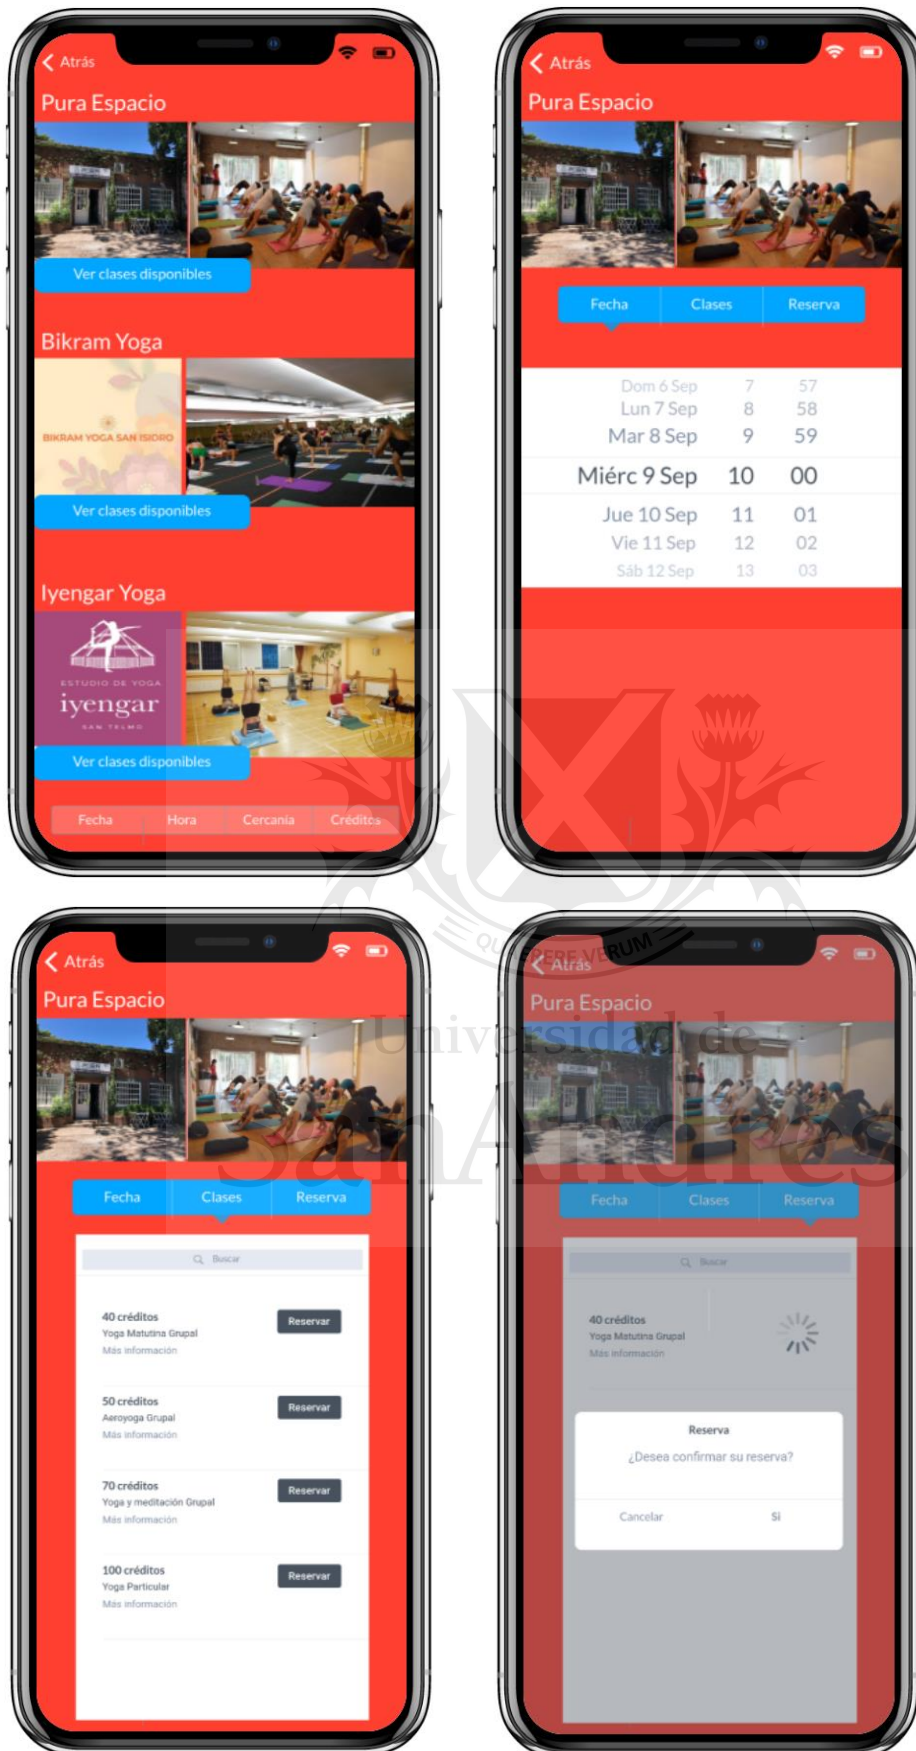 Atrás
Pura Espacio
Ver clases disponibles
Bikram Yoga
BIKRAM YOGA SAN ISIDRO
Ver clases disponibles
Iyengar Yoga
ESTUDIO DE YOGA
iyengar
SAN TELMO
Ver clases disponibles
Fecha Hora Cercanía Créditos
Atrás
Pura Espacio
Fecha Clases Reserva
Dom 6 Sep 7 57
Lun 7 Sep 8 58
Mar 8 Sep 9 59
Miérc 9 Sep 10 00
Jue 10 Sep 11 01
Vie 11 Sep 12 02
Sáb 12 Sep 13 03
Atrás
Pura Espacio
Fecha Clases Reserva
Buscar
40 créditos
Yoga Matutina Grupal
Más información
Reservar
50 créditos
Aeroyoga Grupal
Más información
Reservar
70 créditos
Yoga y meditación Grupal
Más información
Reservar
100 créditos
Yoga Particular
Más información
Reservar
Atrás
Pura Espacio
Fecha Clases Reserva
Buscar
40 créditos
Yoga Matutina Grupal
Más información
Reserva
¿Desea confirmar su reserva?
Cancelar Si
VERUM
Universidad de
SanAndrés